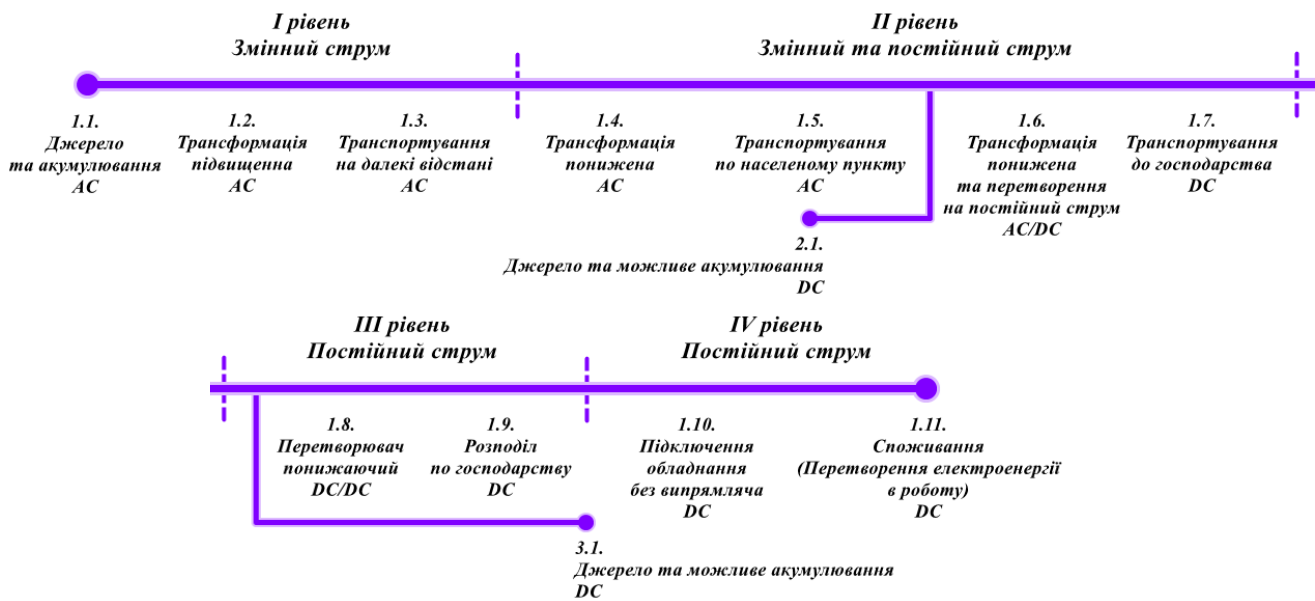 I рівень
Змінний струм
II рівень
Змінний та постійний струм
1.1.
Джерело
та акумулювання
AC
1.2.
Трансформація
підвищенна
AC
1.3.
Транспортування
на далекі відстані
AC
1.4.
Трансформація
понижена
AC
1.5.
Транспортування
по населеному пункту
AC
1.6.
Трансформація
понижена
та перетворення
на постійний струм
AC/DC
1.7.
Транспортування
до господарства
DC
2.1.
Джерело та можливе акумулювання
DC
III рівень
Постійний струм
IV рівень
Постійний струм
1.8.
Перетворювач
понижаючий
DC/DC
1.9.
Розподіл
по господарству
DC
1.10.
Підключення
обладнання
без випрямляча
DC
1.11.
Споживання
(Перетворення електроенергії
в роботу)
DC
3.1.
Джерело та можливе акумулювання
DC